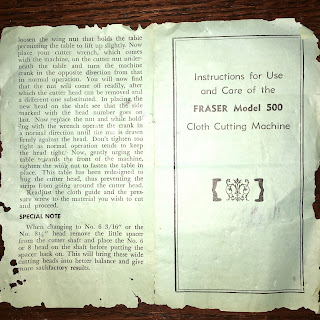 loosen the wing nut that holds the table
permitting the table to lift up slightly. Now
place your cutter wrench, which comes
with the machine, on the cutter nut under-
neath the table and turn the machine
crank in the opposite direction from that
in normal operation. You will now find
that the nut will come off readily, after
which the cutter head can be removed and
a different one substituted. In placing the
new head on the shaft see that the side
marked with the head number goes on
last. Now replace the nut and while hold-
ing with the wrench operate the crank in
a normal direction until the nut is drawn
firmly against the head. Don't tighten too
tight as normal operation tends to keep
the head tight. Now, gently urging the
table towards the front of the machine,
tighten the wing nut to fasten the table in
place. This table has been redesigned to
hug the cutter head, thus preventing the
strips from going around the cutter head.
Readjust the cloth guide and the pres-
sure screw to the material you wish to cut
and proceed.
SPECIAL NOTE
When changing to No. 6 3/16" or the
No. 8 1/4" head remove the little spacer
from the cutter shaft and place the No. 6
or 8 head on the shaft before putting the
spacer back on. This will bring these wide
cutting heads into better balance and give
more satisfactory results.
Instructions for Use
and Care of the
FRASER Model 500
Cloth Cutting Machine